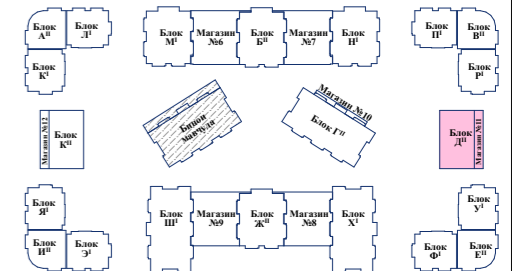 Блок
Аᴵᴵ
Блок
Лᴵ
Блок
Кᴵ
Блок
Мᴵ
Магазин
№6
Блок
Бᴵᴵ
Магазин
№7
Блок
Нᴵ
Блок
Пᴵ
Блок
Вᴵᴵ
Блок
Рᴵ
Магазин №12
Блок
Кᴵᴵ
Бинои
мавҷуда
Магазин №10
Блок Гᴵᴵ
Блок
Дᴵᴵ
Магазин №11
Блок
Яᴵ
Блок
Иᴵᴵ
Блок
Эᴵ
Блок
Шᴵ
Магазин
№9
Блок
Жᴵᴵ
Магазин
№8
Блок
Хᴵ
Блок
Уᴵ
Блок
Фᴵ
Блок
Еᴵᴵ